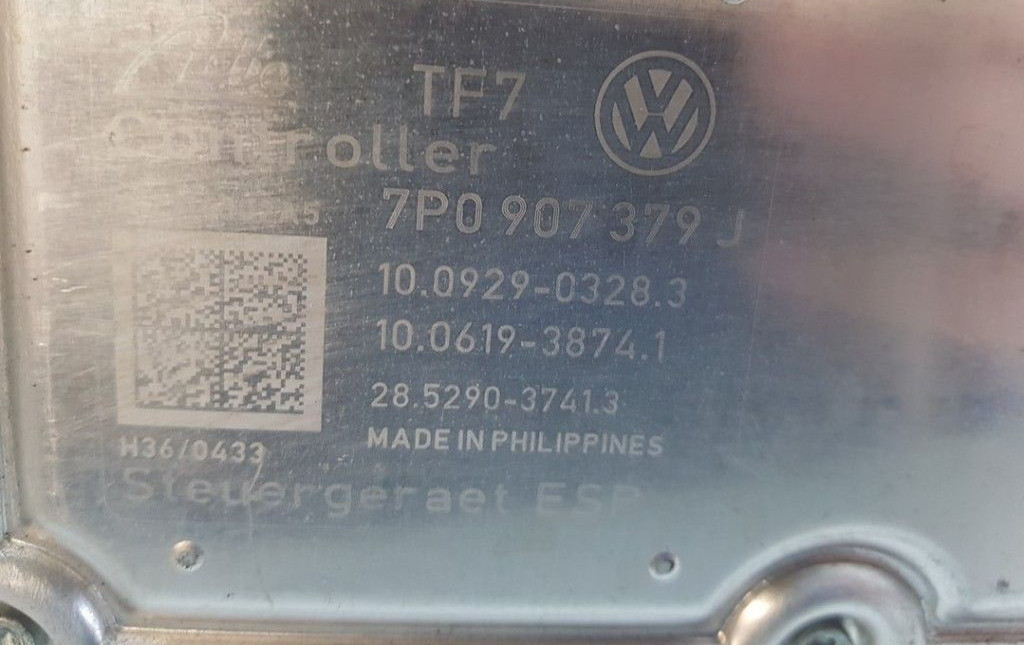 TF7
Controller
7P0 907 379 J
10.0929-0328.3
10.0619-3874.1
28.5290-3741.3
H36/0433
MADE IN PHILIPPINES
Steuergeraet ESP